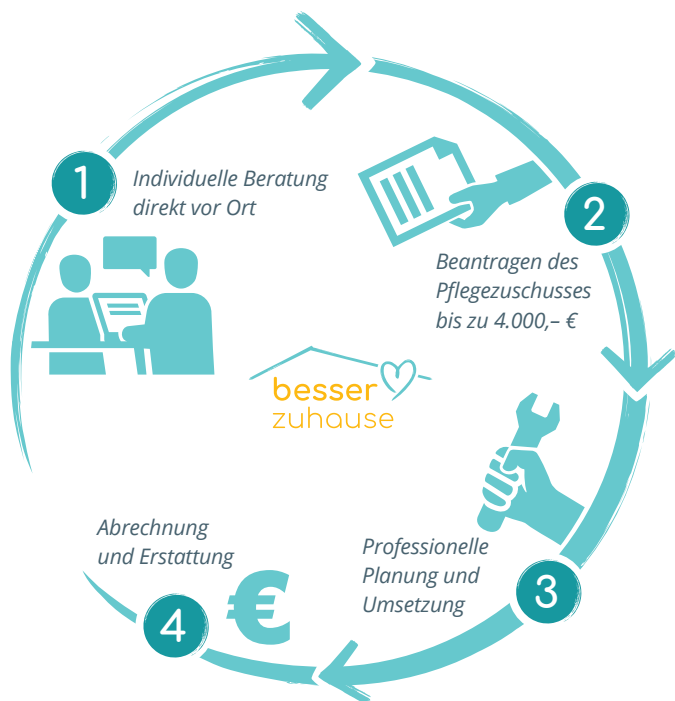 1
Individuelle Beratung
direkt vor Ort
2
Beantragen des
Pflegezuschusses
bis zu 4.000,– €
besser
zuhause
3
Professionelle
Planung und
Umsetzung
4
Abrechnung
und Erstattung
€